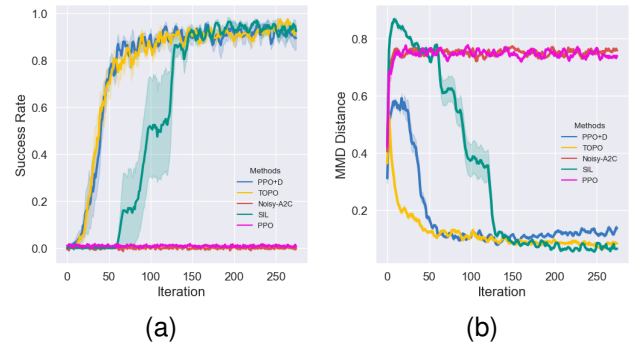 1.0
0.8
0.6
0.4
0.2
0.0
Success Rate
0 50 100 150 200 250
Iteration
Methods
PPO+D
TOPO
Noisy-A2C
SIL
PPO
(a)
0.8
0.6
0.4
0.2
MMD Distance
0 50 100 150 200 250
Iteration
Methods
PPO+D
TOPO
Noisy-A2C
SIL
PPO
(b)